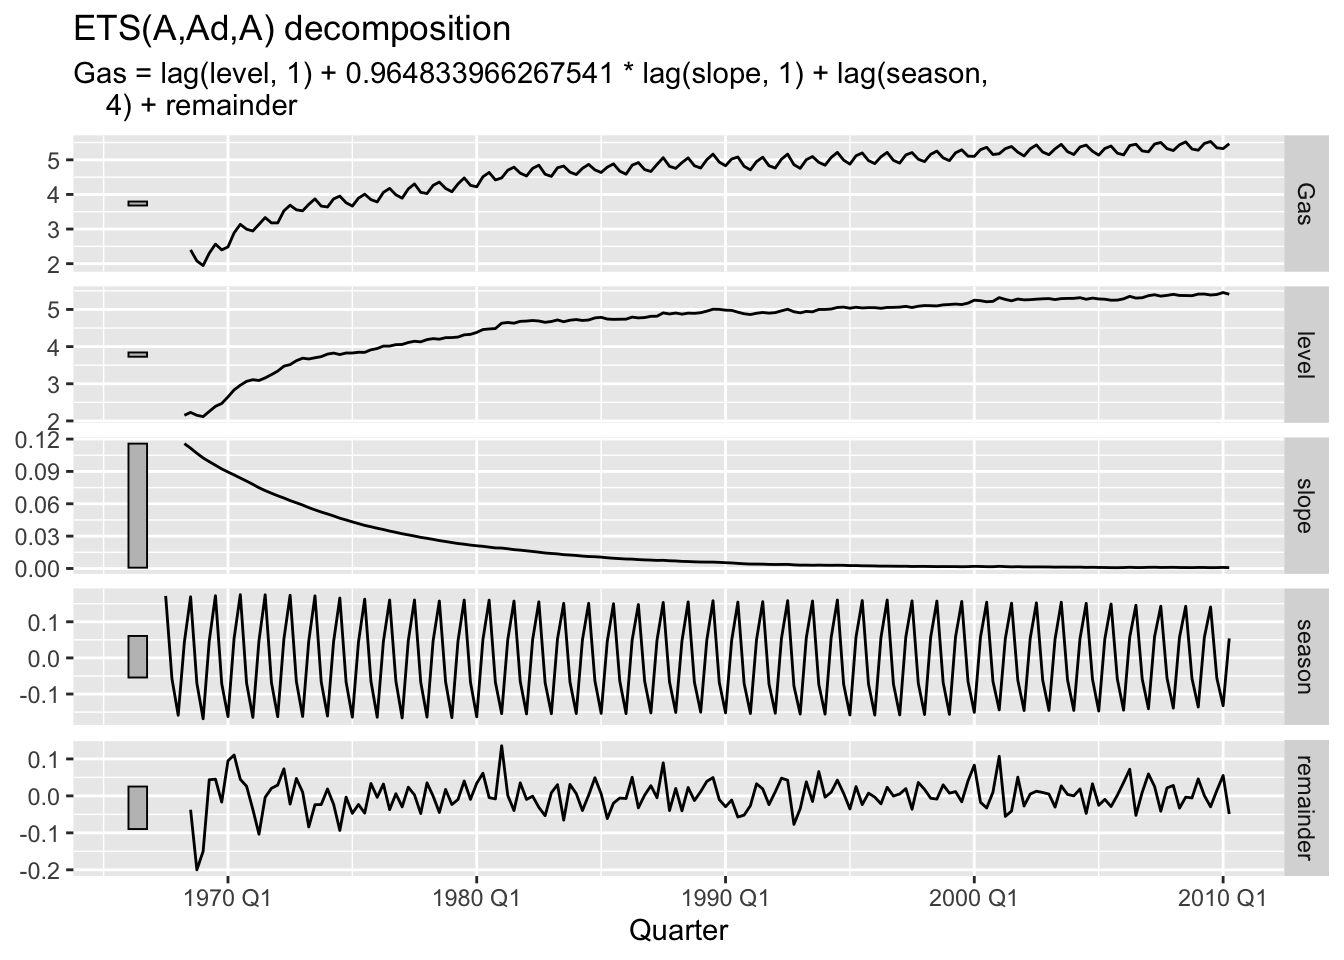 ETS(A,Ad,A) decomposition
Gas = lag(level, 1) + 0.964833966267541 * lag(slope, 1) + lag(season,
4) + remainder
5
4
3
2
Gas
5
4
3
2
level
0.12
0.09
0.06
0.03
0.00
slope
0.1
0.0
-0.1
season
0.1
0.0
-0.1
-0.2
remainder
1970 Q1 1980 Q1 1990 Q1 2000 Q1 2010 Q1
Quarter